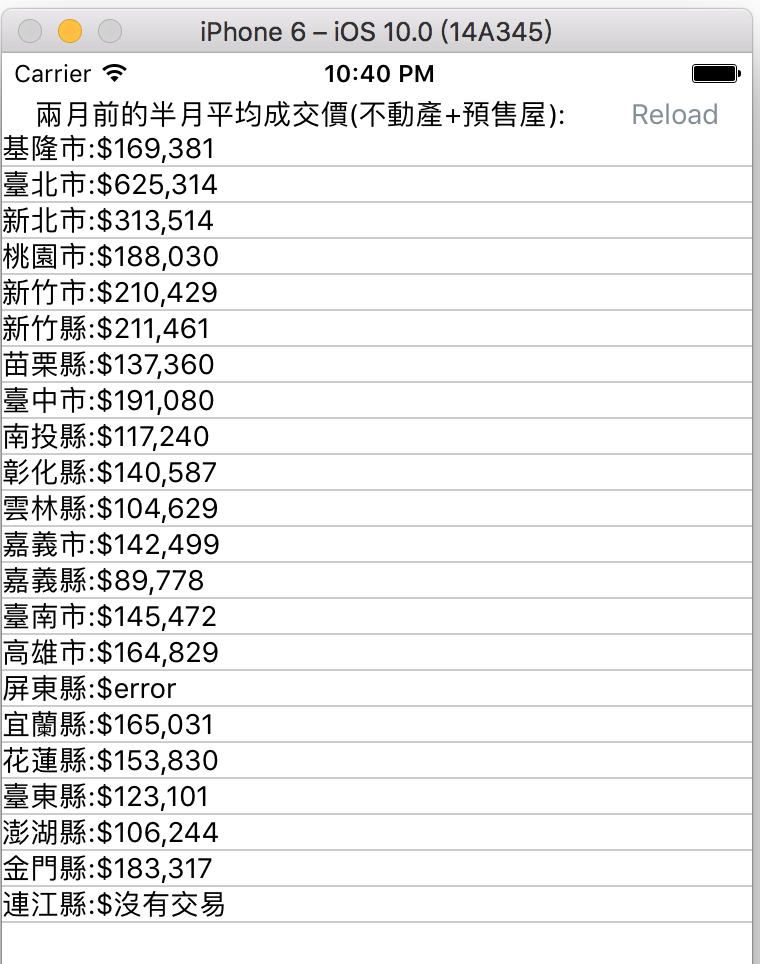 iPhone 6 – iOS 10.0 (14A345)
Carrier 10:40 PM
兩月前的半月平均成交價(不動產+預售屋): Reload
基隆市:$169,381
臺北市:$625,314
新北市:$313,514
桃園市:$188,030
新竹市:$210,429
新竹縣:$211,461
苗栗縣:$137,360
臺中市:$191,080
南投縣:$117,240
彰化縣:$140,587
雲林縣:$104,629
嘉義市:$142,499
嘉義縣:$89,778
臺南市:$145,472
高雄市:$164,829
屏東縣:$error
宜蘭縣:$165,031
花蓮縣:$153,830
臺東縣:$123,101
澎湖縣:$106,244
金門縣:$183,317
連江縣:$沒有交易